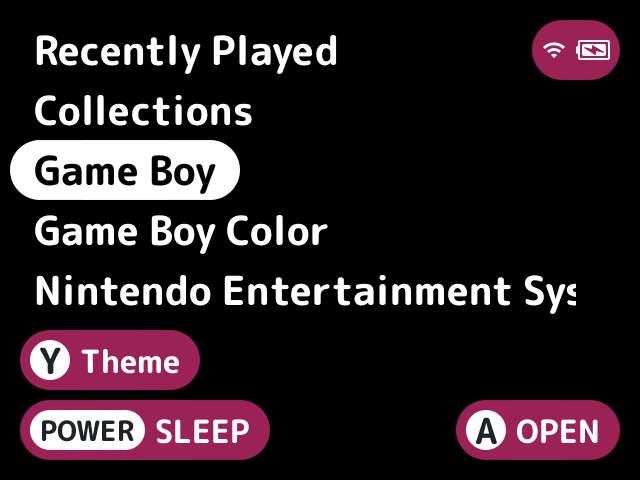 Recently Played
Collections
Game Boy
Game Boy Color
Nintendo Entertainment Sys
Y Theme
POWER SLEEP
A OPEN